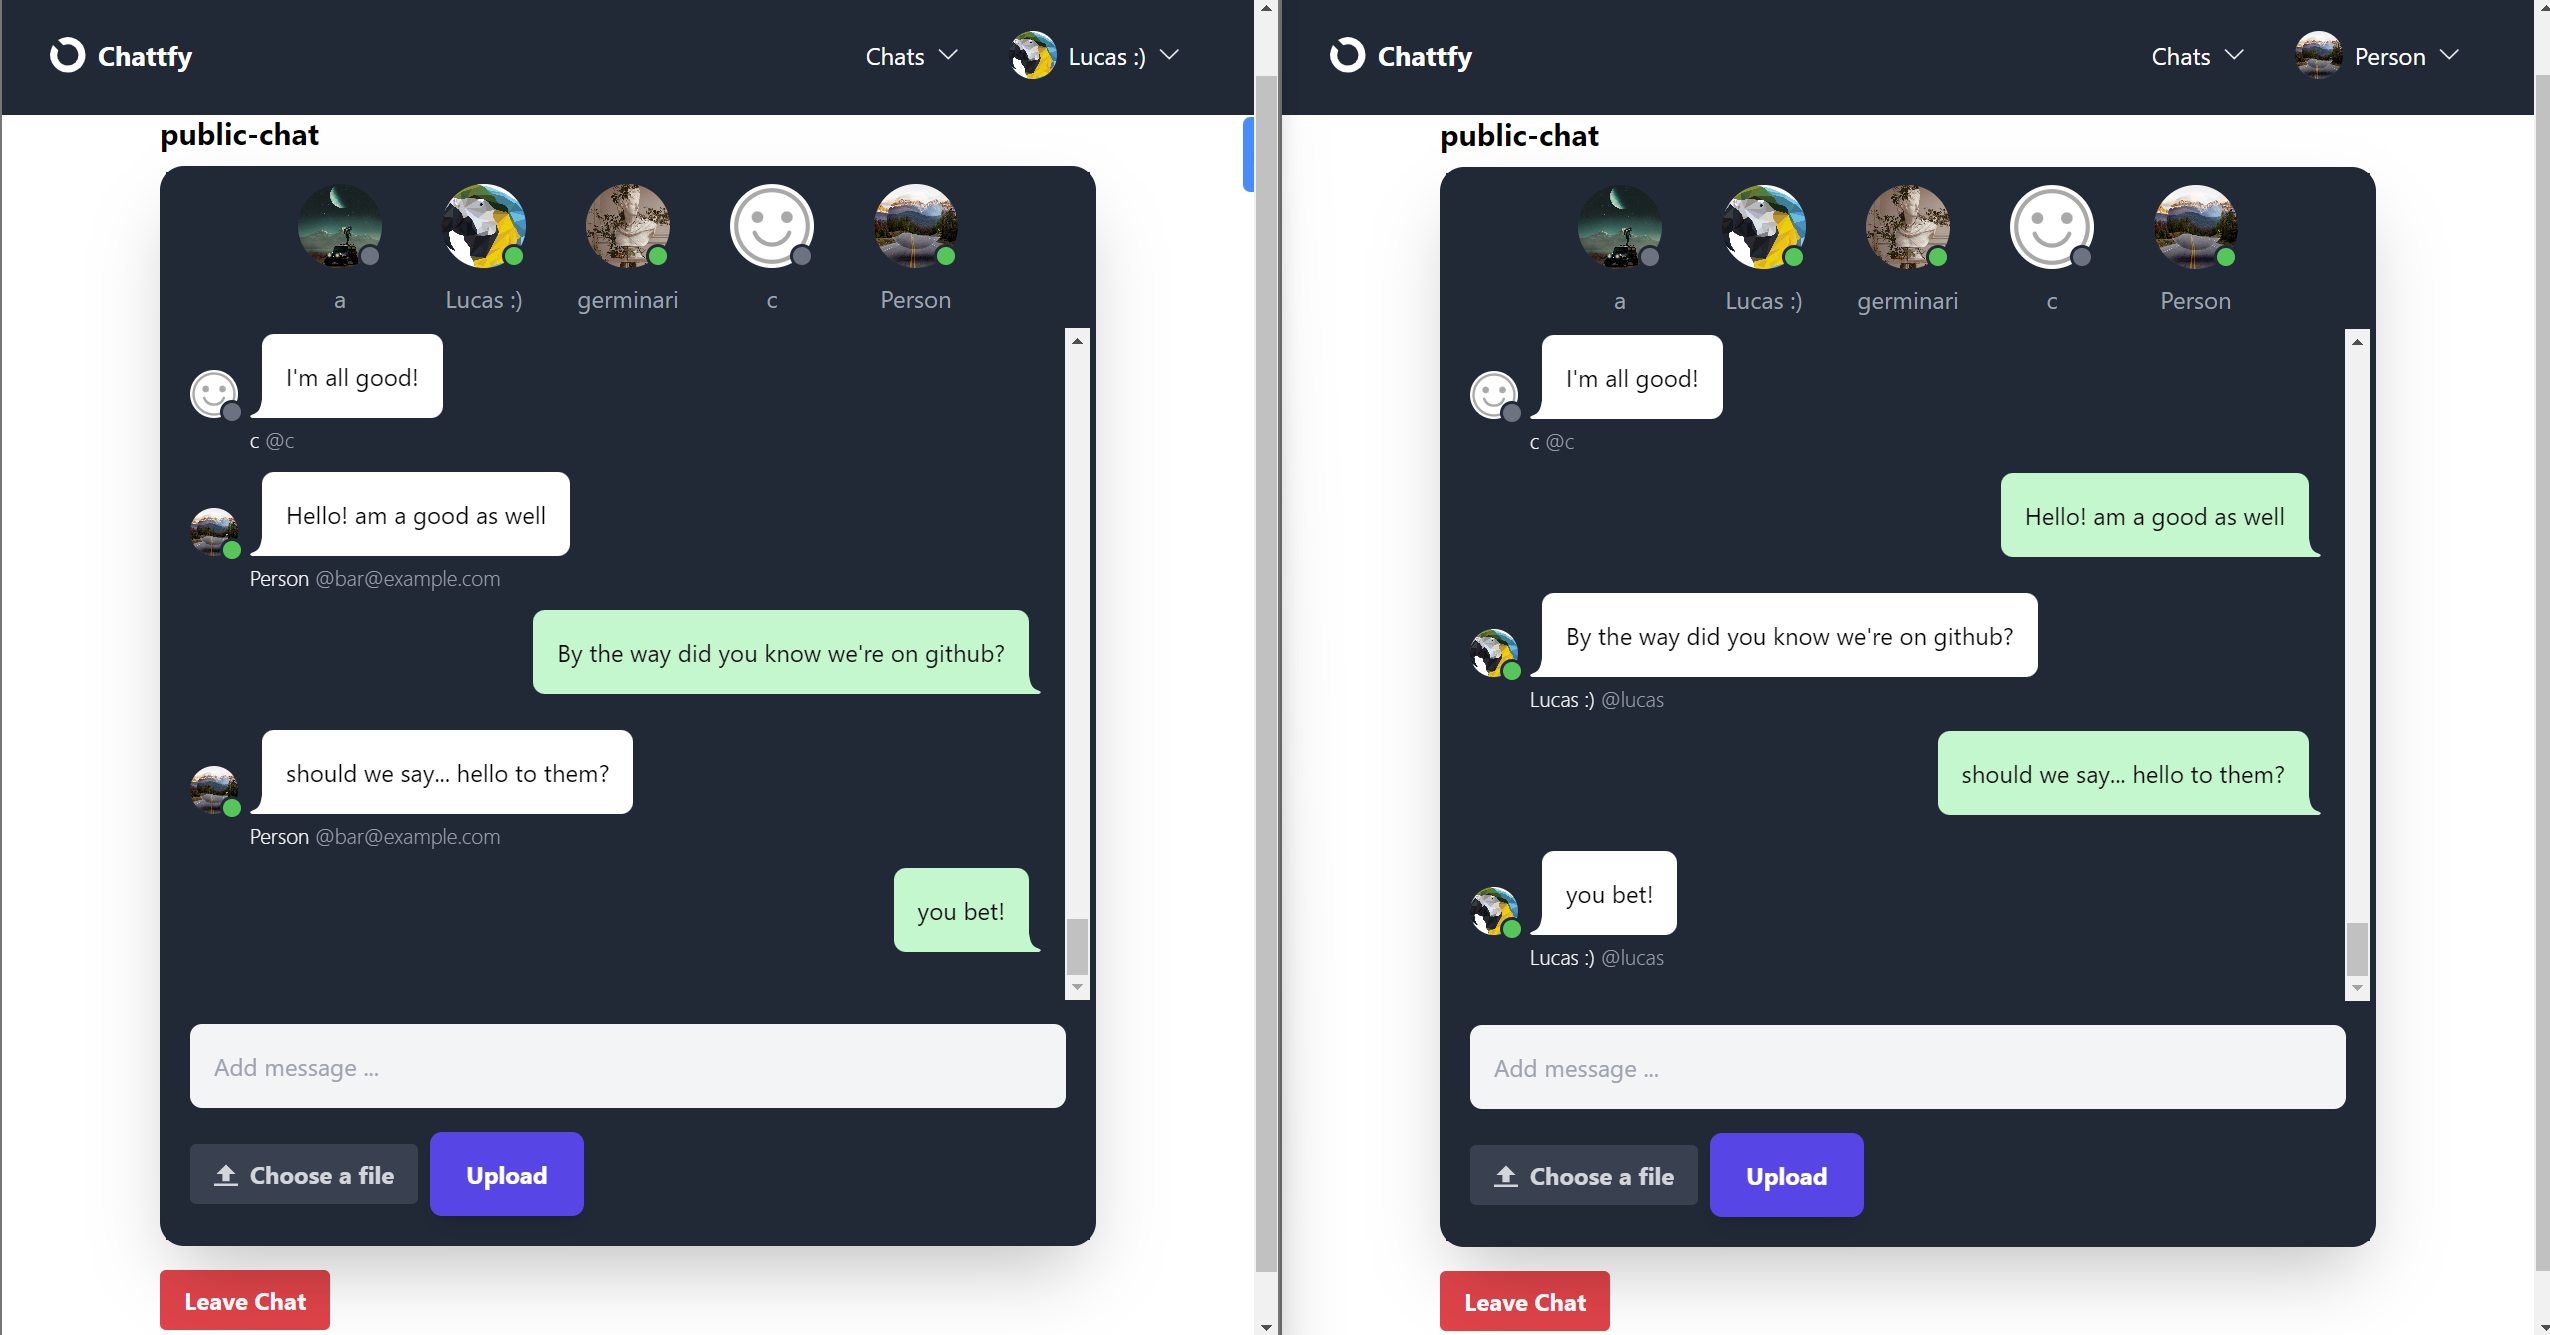 Chattfy
Chats
Lucas :)
public-chat
a
Lucas :)
germinari
c
Person
I'm all good!
c @c
Hello! am a good as well
Person @bar@example.com
By the way did you know we're on github?
should we say... hello to them?
Person @bar@example.com
you bet!
Add message ...
Choose a file
Upload
Leave Chat
Chattfy
Chats
Person
public-chat
a
Lucas :)
germinari
c
Person
I'm all good!
c @c
Hello! am a good as well
By the way did you know we're on github?
Lucas :) @lucas
should we say... hello to them?
you bet!
Lucas :) @lucas
Add message ...
Choose a file
Upload
Leave Chat